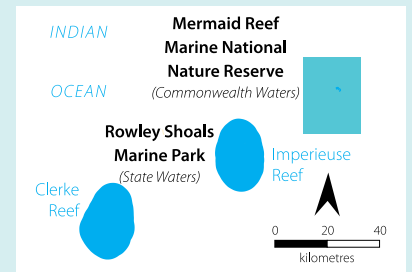 INDIAN
OCEAN
Mermaid Reef
Marine National
Nature Reserve
(Commonwealth Waters)
Rowley Shoals
Marine Park
(State Waters)
Imperieuse
Reef
Clerke
Reef
0 20 40
kilometres